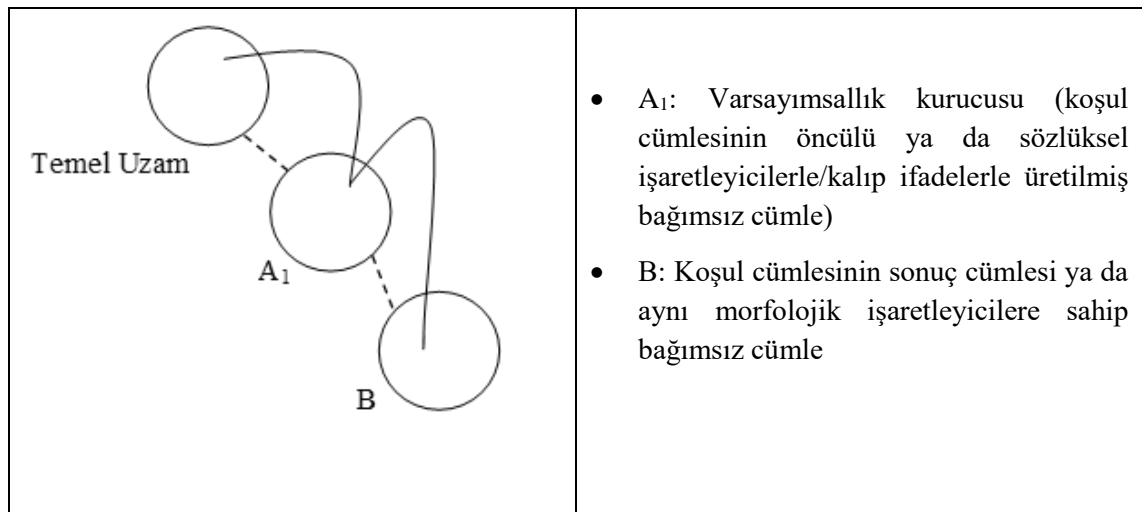 Temel Uzam
A₁
B
• A₁: Varsayımsallık kurucusu (koşul
cümlesinin öncülü ya da sözlüksel
işaretleyicilerle/kalıp ifadelerle üretilmiş
bağımsız cümle)
• B: Koşul cümlesinin sonuç cümlesi ya da
aynı morfolojik işaretleyicilere sahip
bağımsız cümle